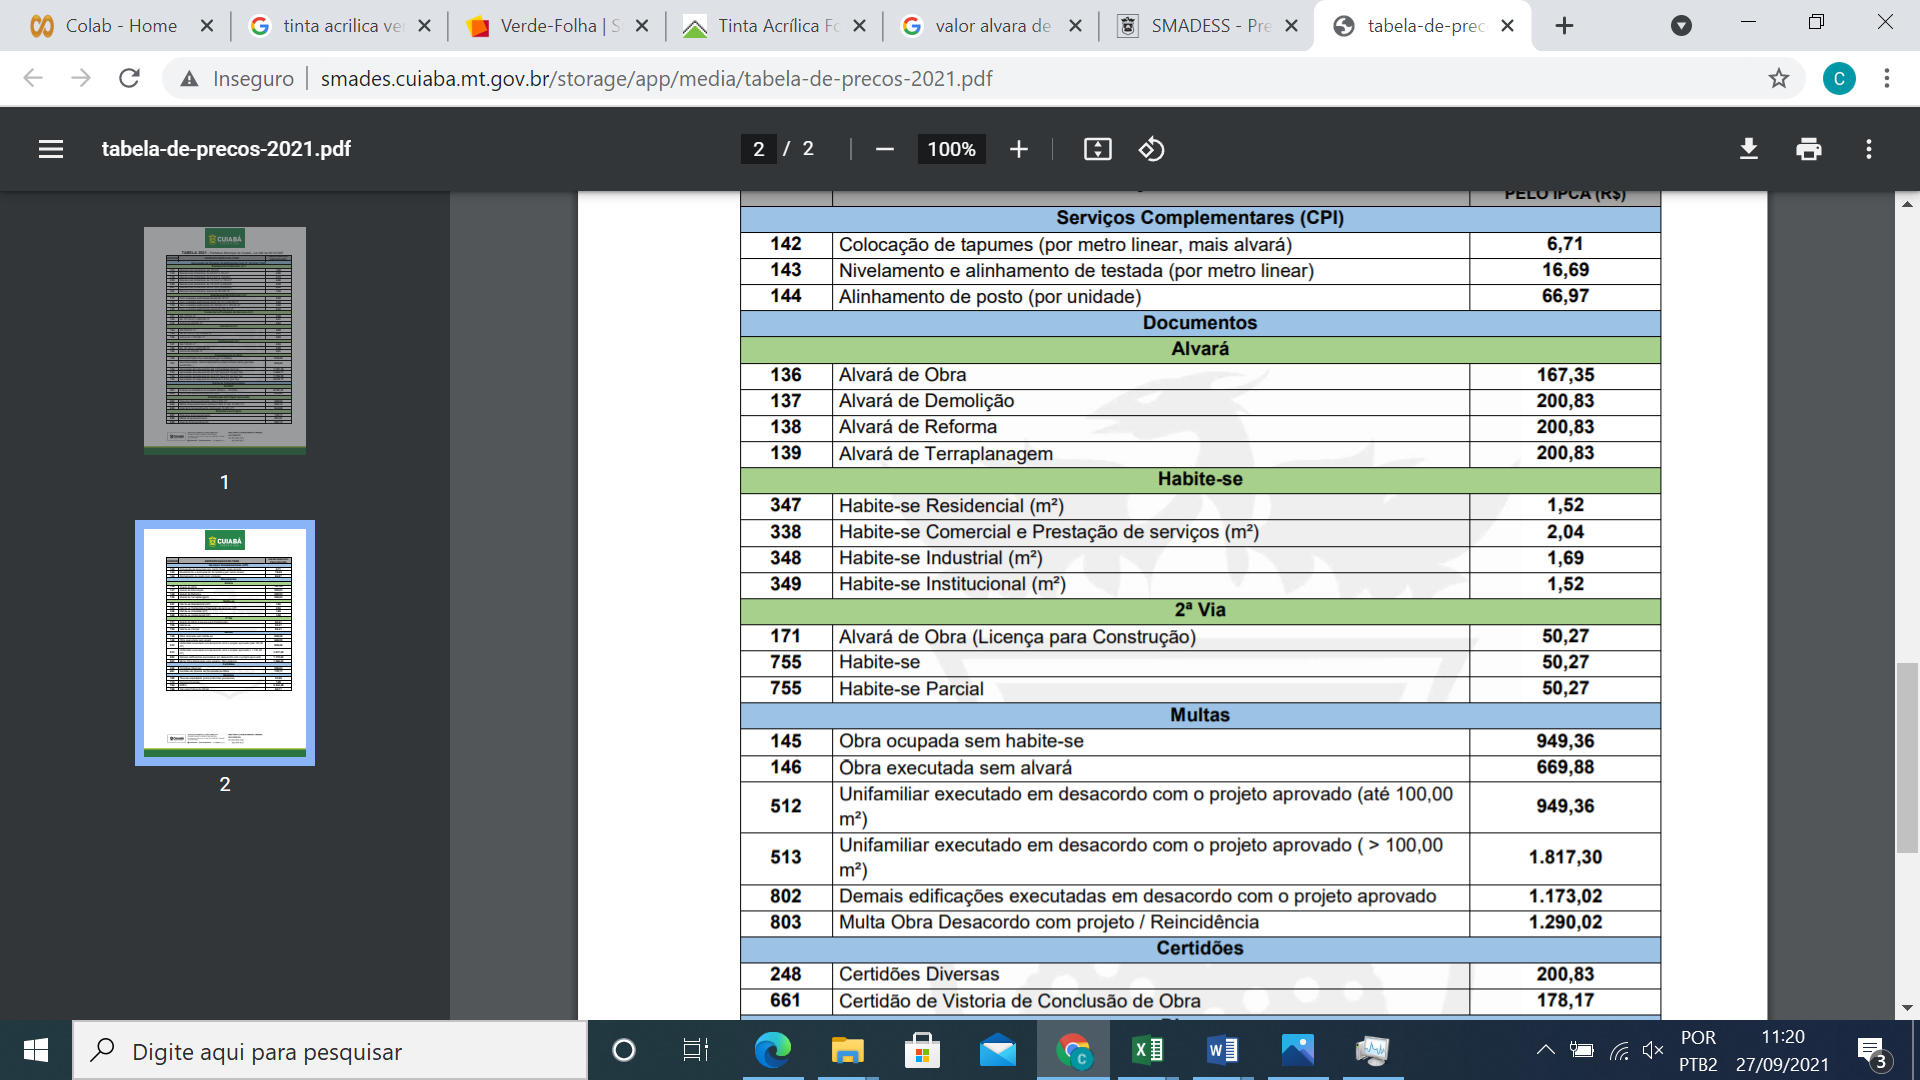 Colab - Home
tinta acrilica ve
Verde-Folha | S
Tinta Acrílica Fo
valor alvara de
SMADESS - Pre
tabela-de-prec
Inseguro
smades.cuiaba.mt.gov.br/storage/app/media/tabela-de-precos-2021.pdf
C
tabela-de-precos-2021.pdf
2 / 2
100%
CUIABÁ
1
CUIABÁ
2
PELO IPCA (R$)
Serviços Complementares (CPI)
142 Colocação de tapumes (por metro linear, mais alvará) 6,71
143 Nivelamento e alinhamento de testada (por metro linear) 16,69
144 Alinhamento de posto (por unidade) 66,97
Documentos
Alvará
136 Alvará de Obra 167,35
137 Alvará de Demolição 200,83
138 Alvará de Reforma 200,83
139 Alvará de Terraplanagem 200,83
Habite-se
347 Habite-se Residencial (m²) 1,52
338 Habite-se Comercial e Prestação de serviços (m²) 2,04
348 Habite-se Industrial (m²) 1,69
349 Habite-se Institucional (m²) 1,52
2ª Via
171 Alvará de Obra (Licença para Construção) 50,27
755 Habite-se 50,27
755 Habite-se Parcial 50,27
Multas
145 Obra ocupada sem habite-se 949,36
146 Obra executada sem alvará 669,88
512 Unifamiliar executado em desacordo com o projeto aprovado (até 100,00
m²) 949,36
513 Unifamiliar executado em desacordo com o projeto aprovado ( > 100,00
m²) 1.817,30
802 Demais edificações executadas em desacordo com o projeto aprovado 1.173,02
803 Multa Obra Desacordo com projeto / Reincidência 1.290,02
Certidões
248 Certidões Diversas 200,83
661 Certidão de Vistoria de Conclusão de Obra 178,17
Digite aqui para pesquisar
POR
PTB2
11:20
27/09/2021
3